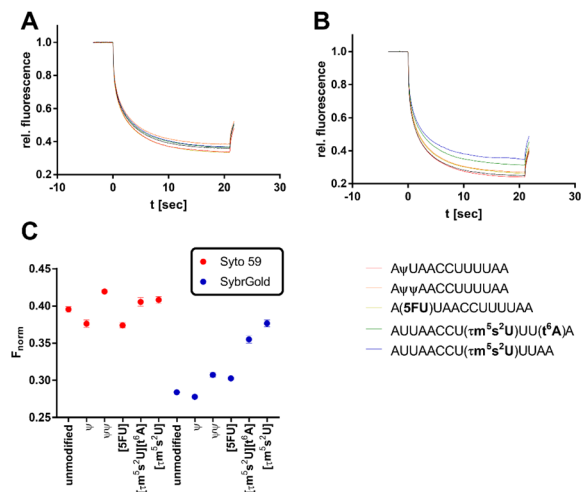 A
B
rel. fluorescence
1.0
0.8
0.6
0.4
0.2
-10
0
10
20
30
t [sec]
rel. fluorescence
1.0
0.8
0.6
0.4
0.2
-10
0
10
20
30
t [sec]
C
Syto 59
SybrGold
Fnorm
0.45
0.40
0.35
0.30
0.25
unmodified
ψ
ψψ
[5FU]
[τm⁵s²U][t⁶A]
[τm⁵s²U]
unmodified
ψ
ψψ
[5FU]
[τm⁵s²U][t⁶A]
[τm⁵s²U]
AψUAACCUUUUAA
AψψAACCUUUUAA
A(5FU)UAACCUUUUAA
AUUAACCU(τm⁵s²U)UU(t⁶A)A
AUUAACCU(τm⁵s²U)UUAA